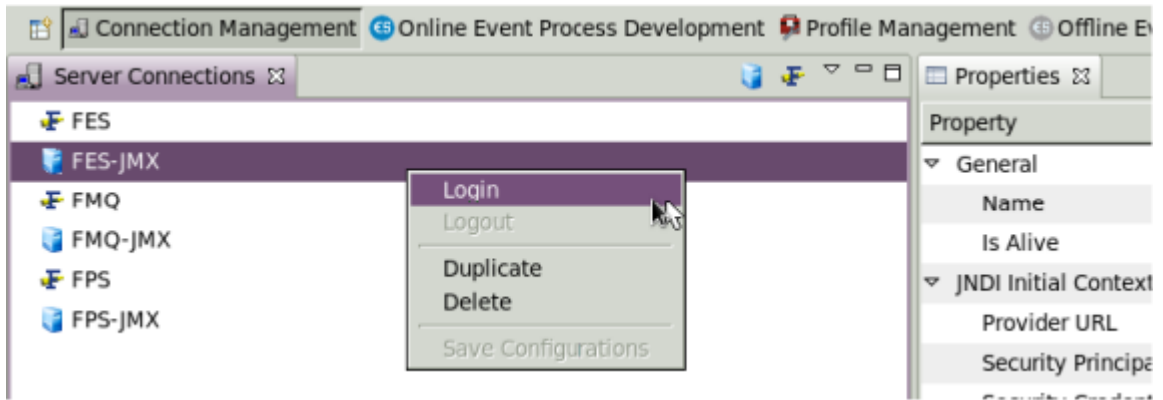 Connection Management Online Event Process Development Profile Management Offline
Server Connections
FES
FES-JMX
FMQ
FMQ-JMX
FPS
FPS-JMX
Login
Logout
Duplicate
Delete
Save Configurations
Properties
Property
General
Name
Is Alive
JNDI Initial Context
Provider URL
Security